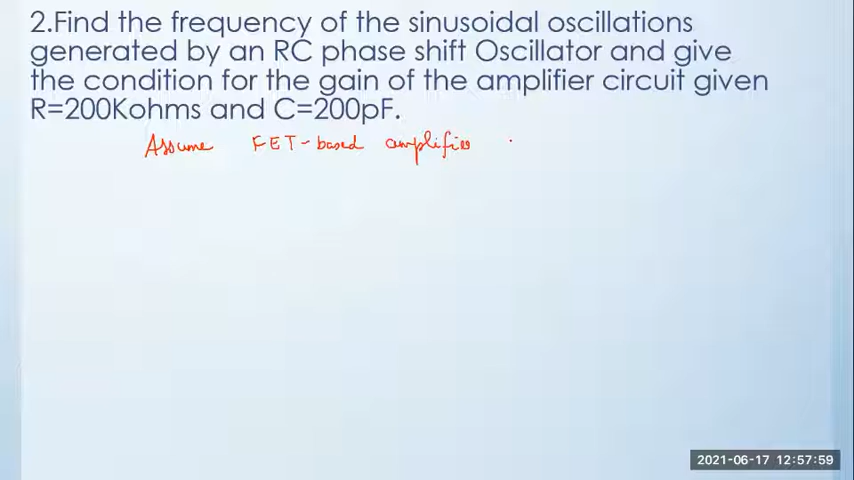 2.Find the frequency of the sinusoidal oscillations
generated by an RC phase shift Oscillator and give
the condition for the gain of the amplifier circuit given
R=200Kohms and C=200pF.
Assume FET-based amplifier
2021-06-17 12:57:59